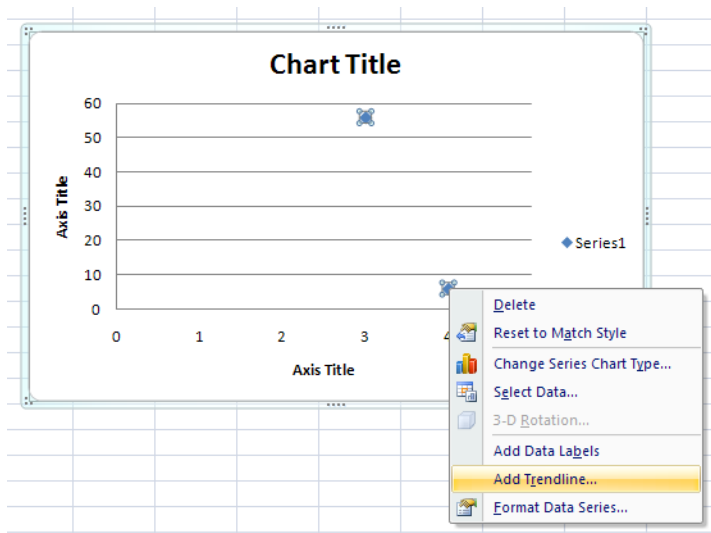 Chart Title
60
50
40
30
20
10
0
Axis Title
Series1
0 1 2 3 4
Axis Title
Delete
Reset to Match Style
Change Series Chart Type...
Select Data...
3-D Rotation...
Add Data Labels
Add Trendline...
Format Data Series...